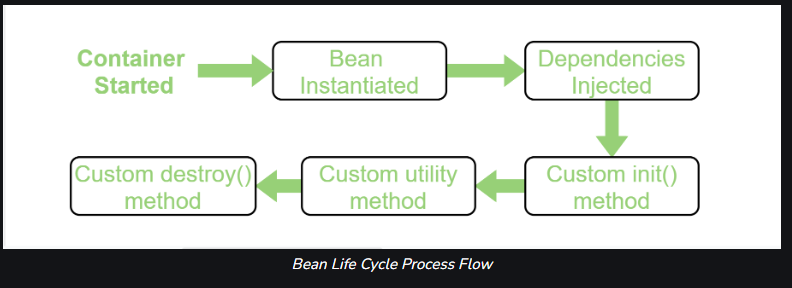 Container
Started
Bean
Instantiated
Dependencies
Injected
Custom init()
method
Custom utility
method
Custom destroy()
method
Bean Life Cycle Process Flow